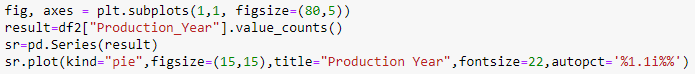 fig, axes = plt.subplots(1,1, figsize=(80,5))
result=df2["Production_Year"].value_counts()
sr=pd.Series(result)
sr.plot(kind="pie",figsize=(15,15),title="Production Year",fontsize=22,autopct='%1.1i%%')